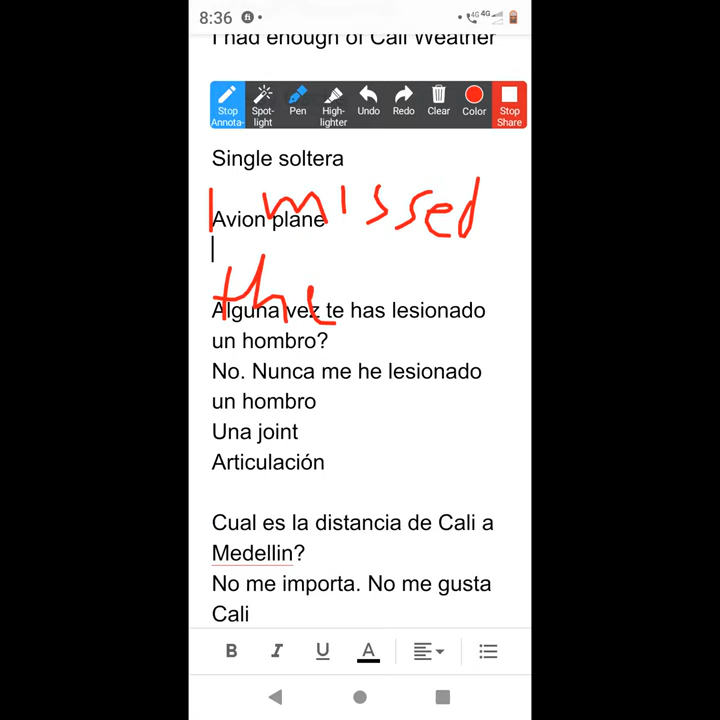 8:36
4G 4G
I had enough of Cali Weather
Stop Annota- Spot-light Pen High-lighter Undo Redo Clear Color Stop Share
Single soltera
I missed
Avion plane
the
Alguna vez te has lesionado
un hombro?
No. Nunca me he lesionado
un hombro
Una joint
Articulación
Cual es la distancia de Cali a
Medellin?
No me importa. No me gusta
Cali
B I U A